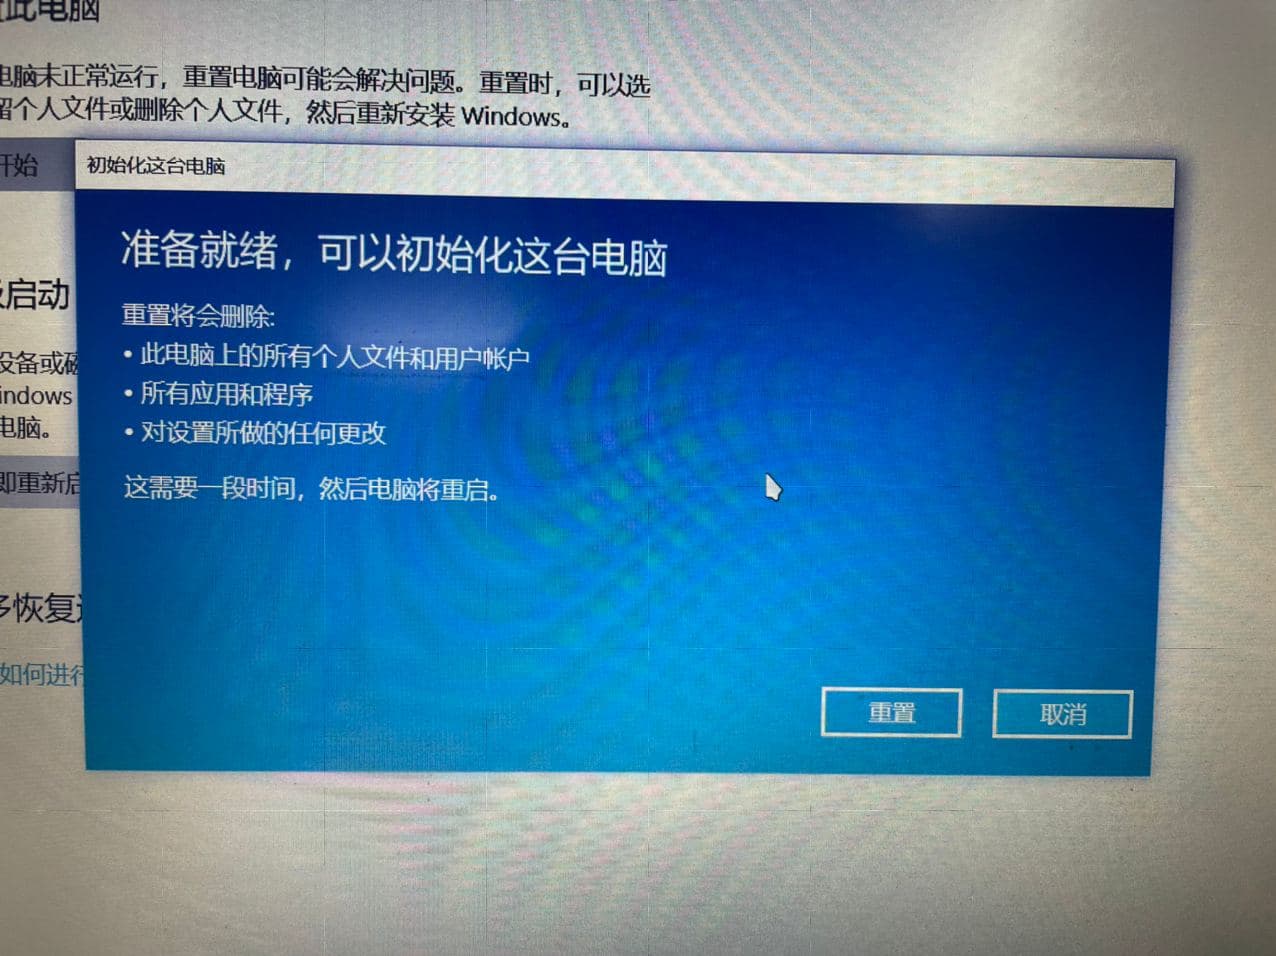 此电脑
电脑未正常运行，重置电脑可能会解决问题。重置时，可以选
留个人文件或删除个人文件，然后重新安装 Windows。
开始
初始化这台电脑
准备就绪，可以初始化这台电脑
重置将会删除:
• 此电脑上的所有个人文件和用户帐户
• 所有应用和程序
• 对设置所做的任何更改
这需要一段时间，然后电脑将重启。
重置
取消
启动
设备或磁
indows
电脑。
即重新启
多恢复
如何进行